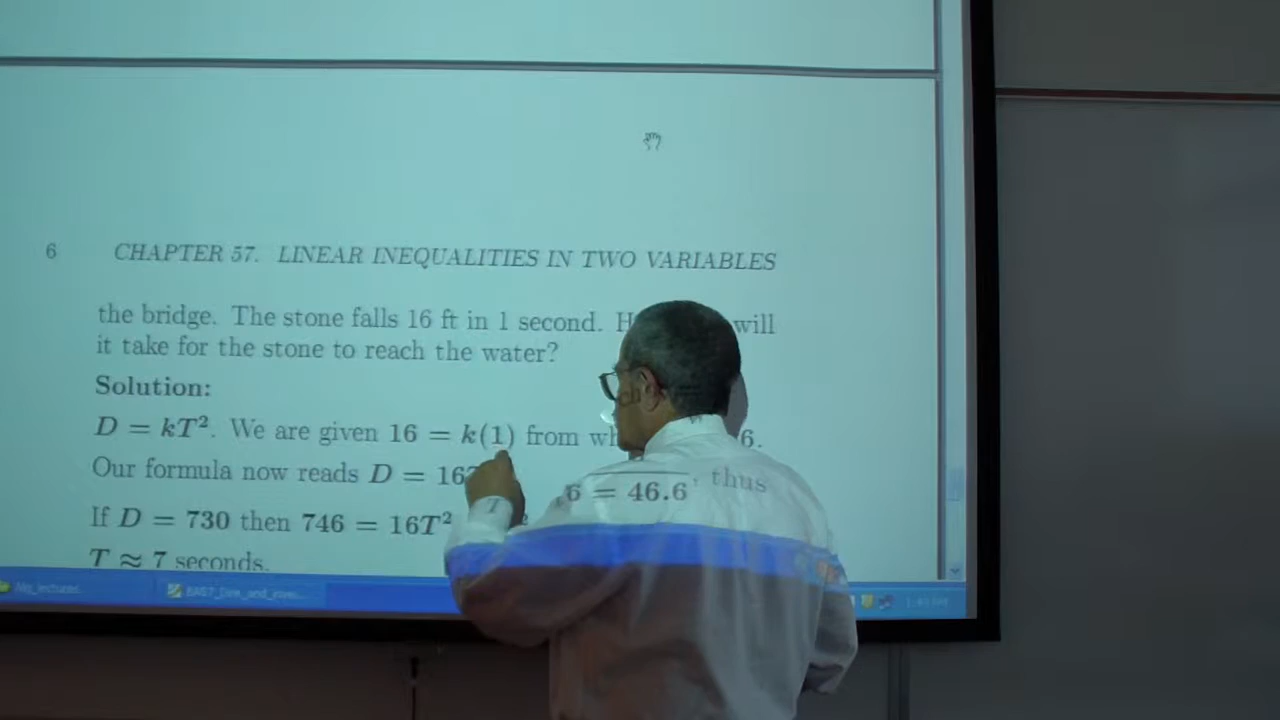 6 CHAPTER 57. LINEAR INEQUALITIES IN TWO VARIABLES
the bridge. The stone falls 16 ft in 1 second. will
it take for the stone to reach the water?
Solution:
D = kT². We are given 16 = k(1) from wh 6.
Our formula now reads D = 16
If D = 730 then 746 = 16T² 6 = 46.6, thus
T ≈ 7 seconds.